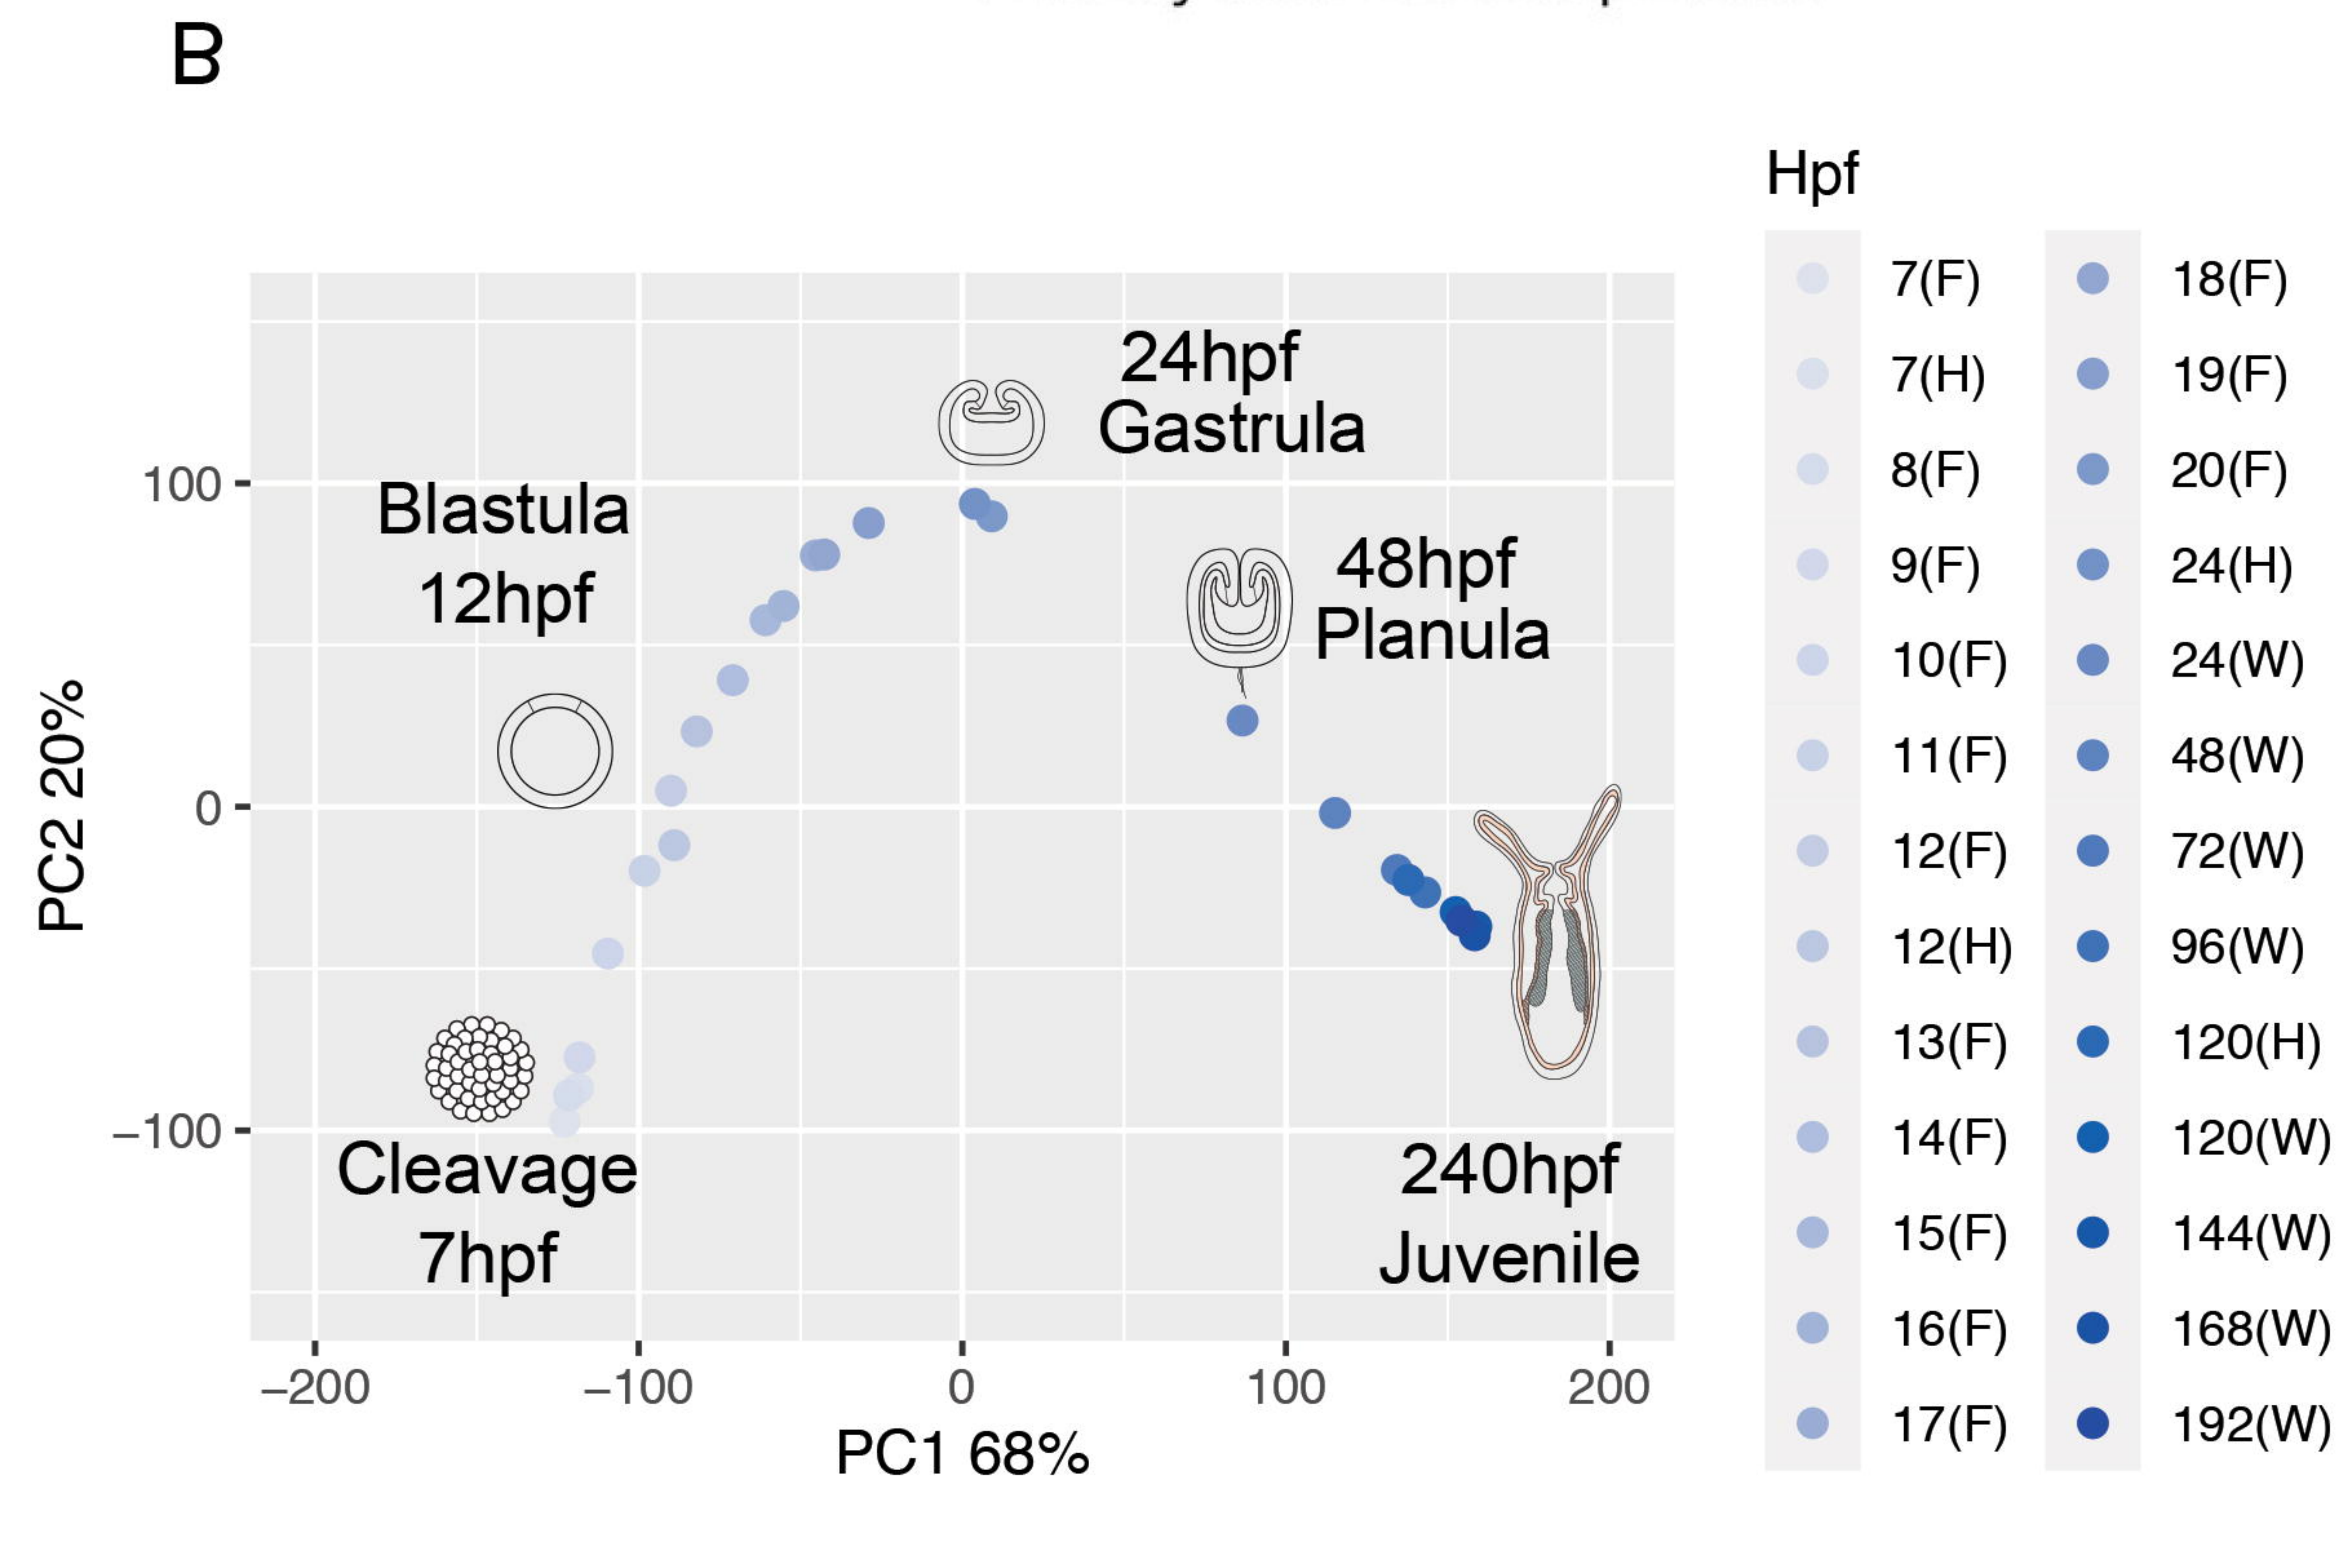 B
Hpf
7(F)
18(F)
7(H)
19(F)
8(F)
20(F)
9(F)
24(H)
10(F)
24(W)
11(F)
48(W)
12(F)
72(W)
12(H)
96(W)
13(F)
120(H)
14(F)
120(W)
15(F)
144(W)
16(F)
168(W)
17(F)
192(W)
24hpf
Gastrula
Blastula
12hpf
48hpf
Planula
Cleavage
7hpf
240hpf
Juvenile
PC2 20%
100
0
−100
−200
−100
0
100
200
PC1 68%